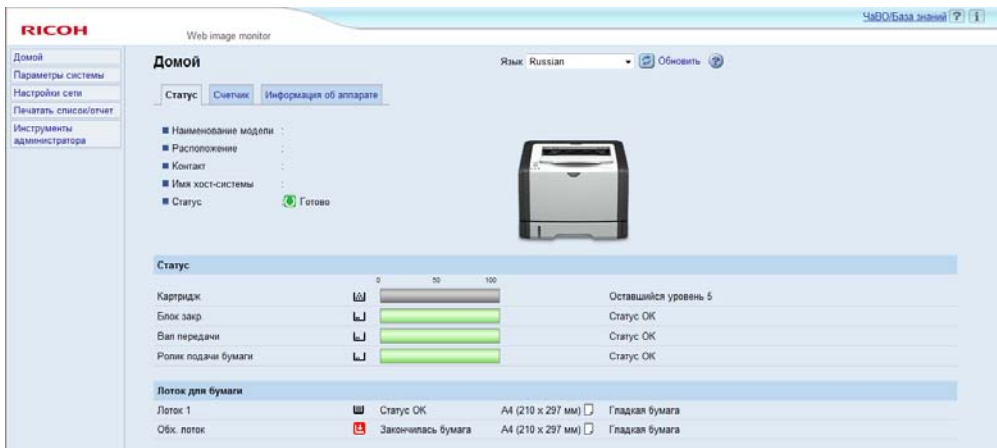 ЧаВО/База знаний ? i
RICOH
Web image monitor
Домой
Параметры системы
Настройки сети
Печатать список/отчет
Инструменты
администратора
Домой
Язык Russian Обновить ?
Статус Счетчик Информация об аппарате
Наименование модели :
Расположение :
Контакт :
Имя хост-системы :
Статус : Готово
Статус
0 50 100
Картридж Оставшийся уровень 5
Блок закр. Статус OK
Вал передачи Статус OK
Ролик подачи бумаги Статус OK
Лоток для бумаги
Лоток 1 Статус OK A4 (210 x 297 мм) Гладкая бумага
Обх. лоток Закончилась бумага A4 (210 x 297 мм) Гладкая бумага